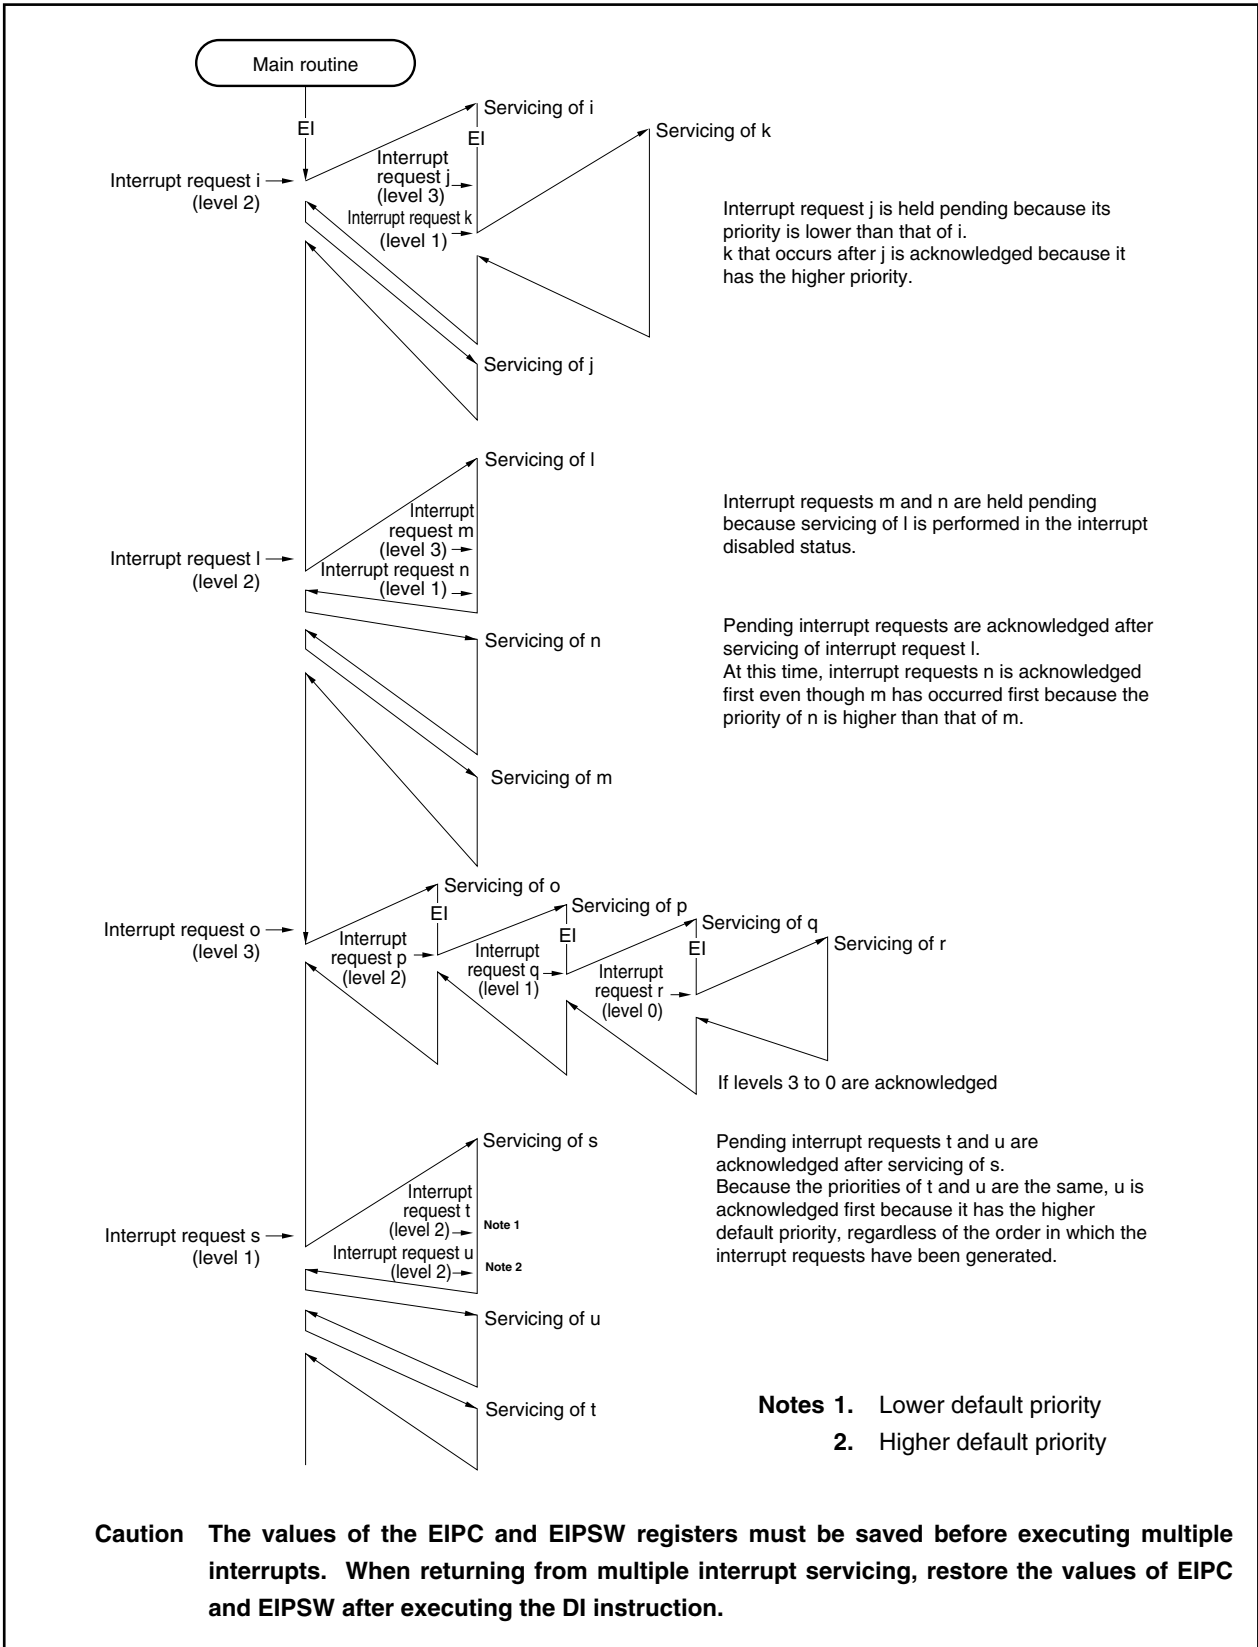 Main routine
EI
Servicing of i
EI
Servicing of k
Interrupt request i
(level 2)
Interrupt
request j
(level 3)
Interrupt request k
(level 1)
Interrupt request j is held pending because its
priority is lower than that of i.
k that occurs after j is acknowledged because it
has the higher priority.
Servicing of j
Servicing of l
Interrupt request l
(level 2)
Interrupt
request m
(level 3)
Interrupt request n
(level 1)
Interrupt requests m and n are held pending
because servicing of l is performed in the interrupt
disabled status.
Servicing of n
Pending interrupt requests are acknowledged after
servicing of interrupt request l.
At this time, interrupt requests n is acknowledged
first even though m has occurred first because the
priority of n is higher than that of m.
Servicing of m
Interrupt request o
(level 3)
Servicing of o
EI
Interrupt
request p
(level 2)
Servicing of p
EI
Interrupt
request q
(level 1)
Servicing of q
EI
Interrupt
request r
(level 0)
Servicing of r
If levels 3 to 0 are acknowledged
Servicing of s
Interrupt request s
(level 1)
Interrupt
request t
(level 2)
Note 1
Interrupt request u
(level 2)
Note 2
Pending interrupt requests t and u are
acknowledged after servicing of s.
Because the priorities of t and u are the same, u is
acknowledged first because it has the higher
default priority, regardless of the order in which the
interrupt requests have been generated.
Servicing of u
Servicing of t
Notes 1. Lower default priority
2. Higher default priority
Caution The values of the EIPC and EIPSW registers must be saved before executing multiple
interrupts. When returning from multiple interrupt servicing, restore the values of EIPC
and EIPSW after executing the DI instruction.